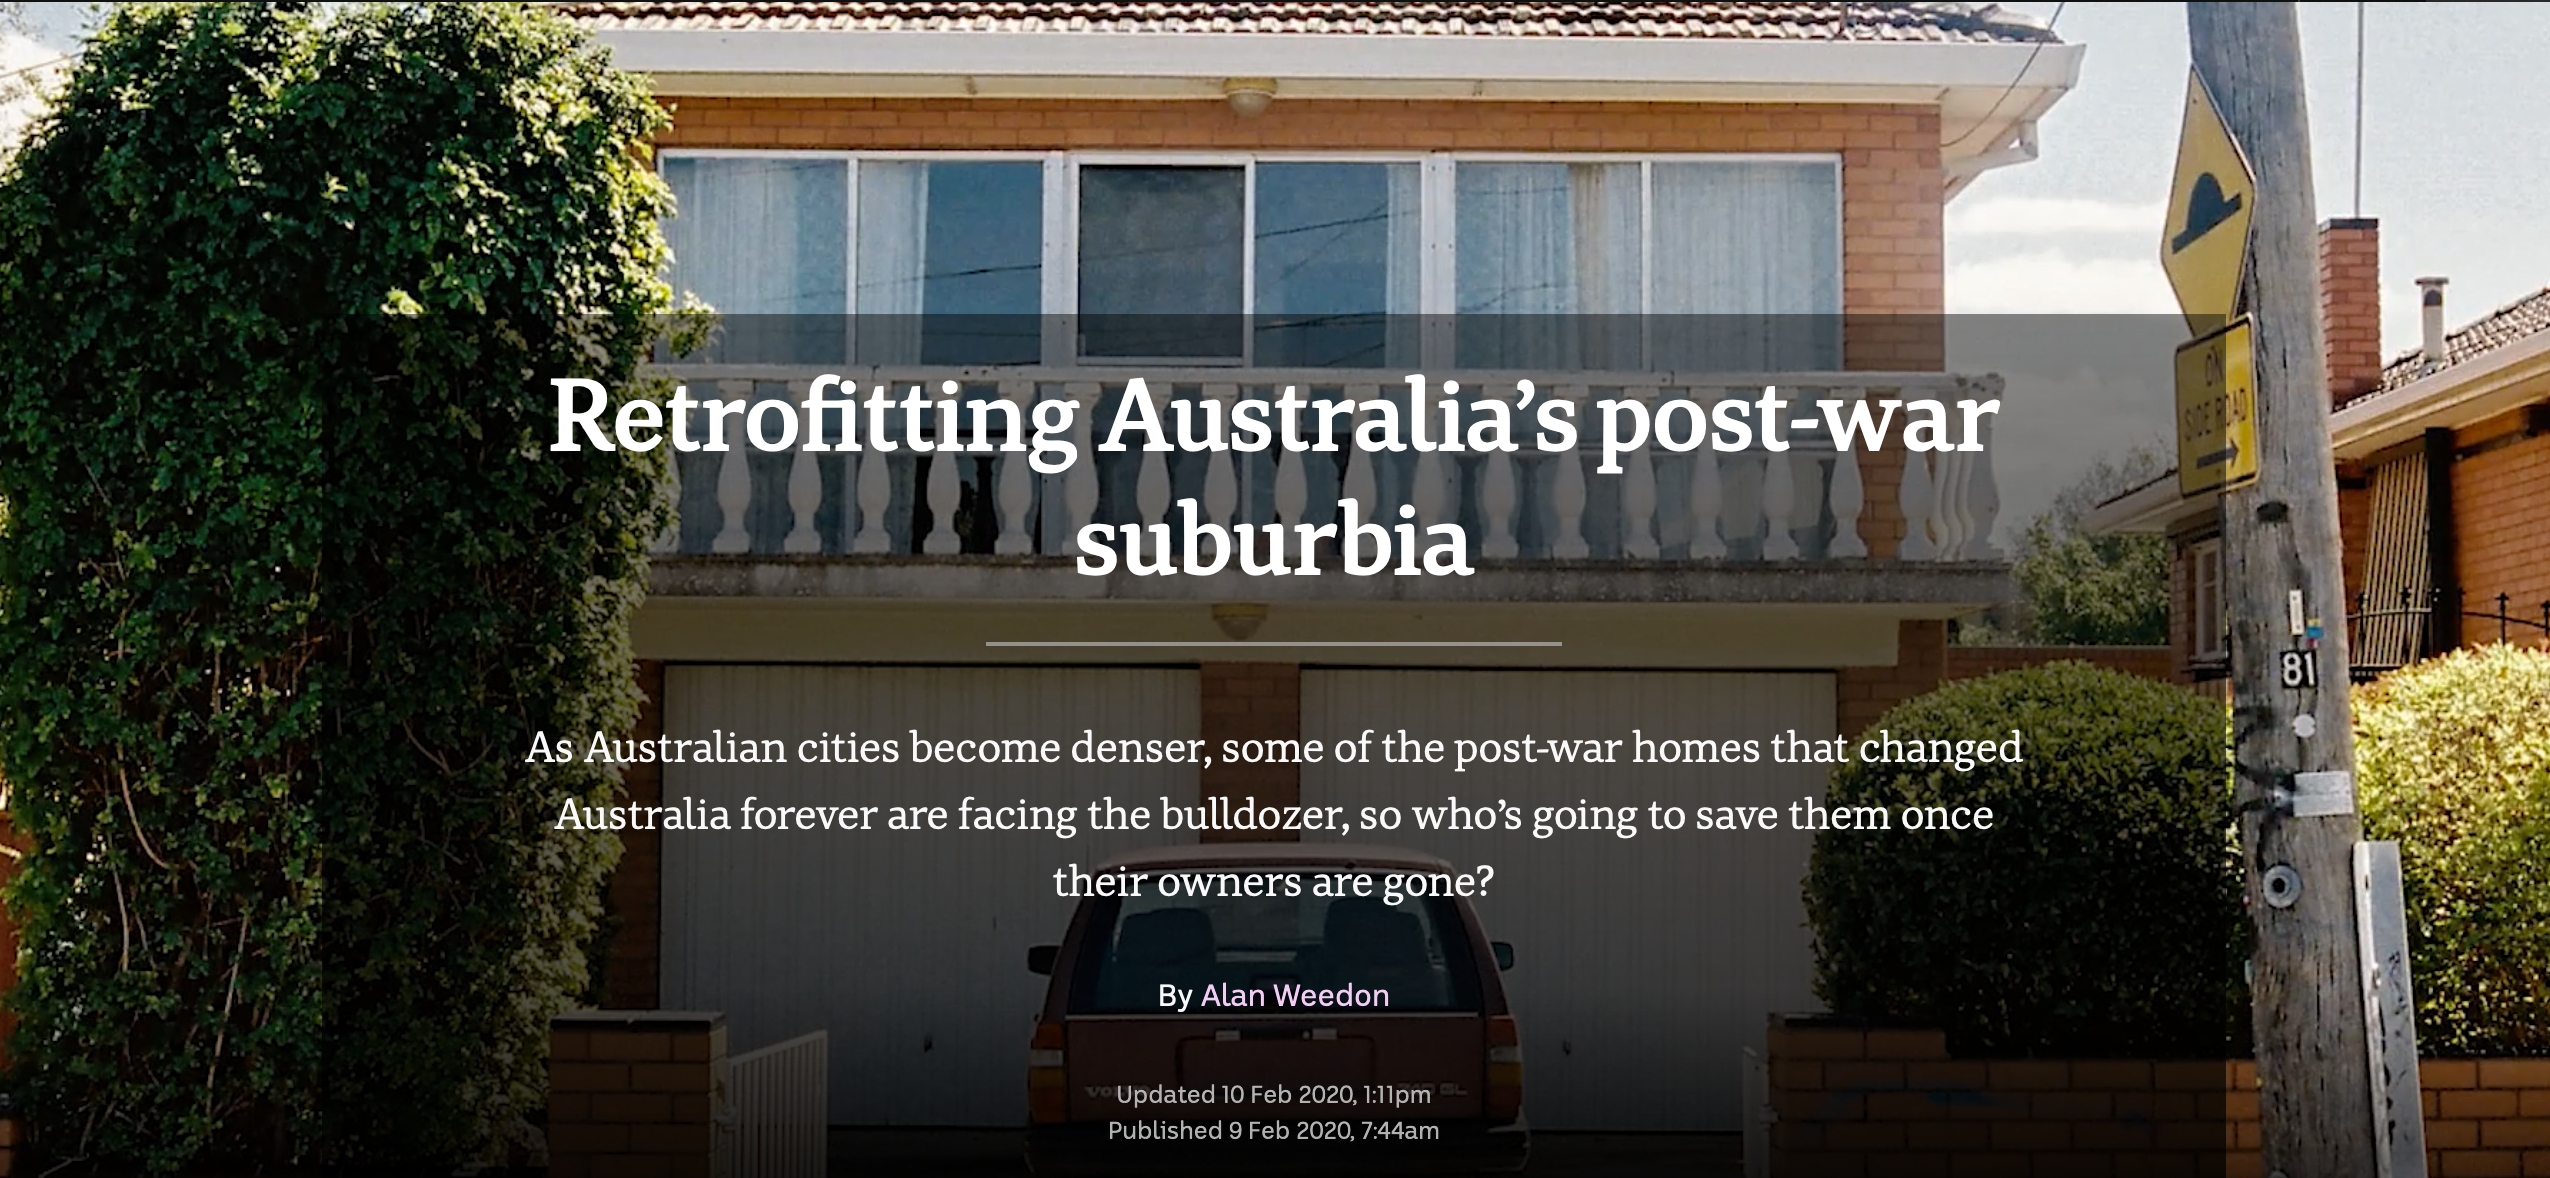 ON
SIDE ROAD
Retrofitting Australia’s post-war
suburbia
81
As Australian cities become denser, some of the post-war homes that changed
Australia forever are facing the bulldozer, so who’s going to save them once
their owners are gone?
By Alan Weedon
Updated 10 Feb 2020, 1:11pm
Published 9 Feb 2020, 7:44am